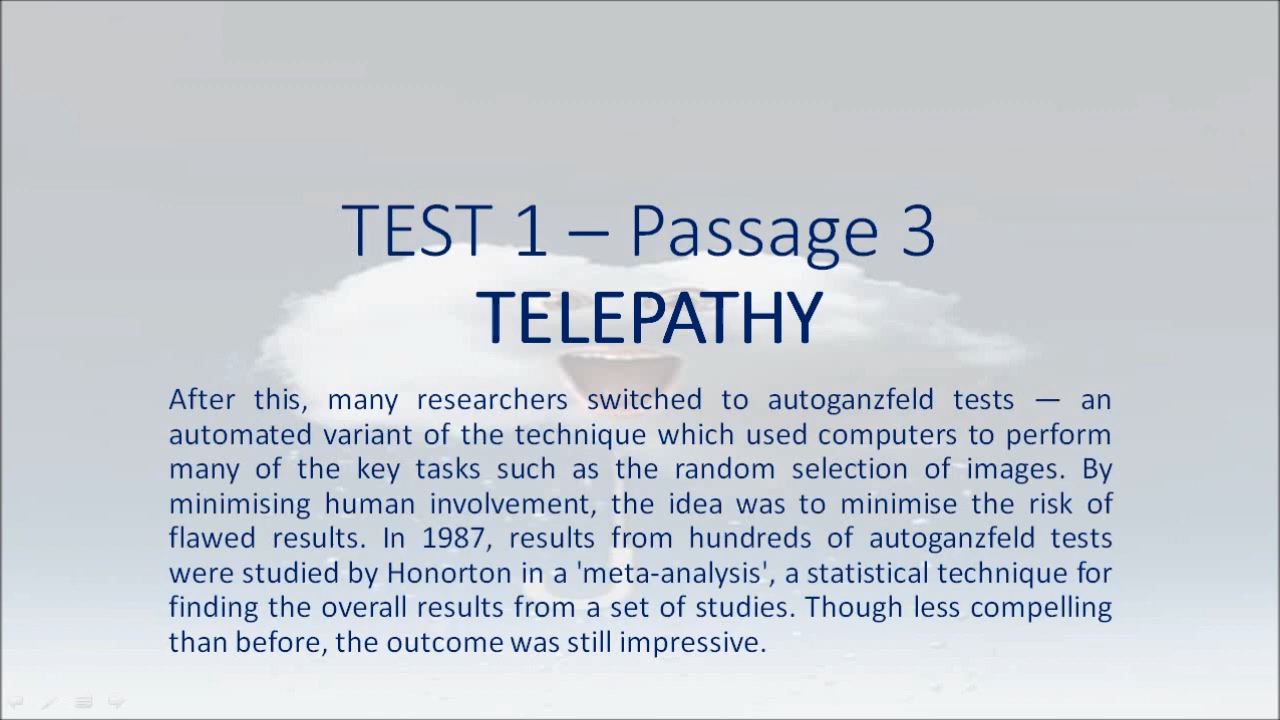 TEST 1 – Passage 3
TELEPATHY
After this, many researchers switched to autoganzfeld tests — an
automated variant of the technique which used computers to perform
many of the key tasks such as the random selection of images. By
minimising human involvement, the idea was to minimise the risk of
flawed results. In 1987, results from hundreds of autoganzfeld tests
were studied by Honorton in a 'meta-analysis', a statistical technique for
finding the overall results from a set of studies. Though less compelling
than before, the outcome was still impressive.